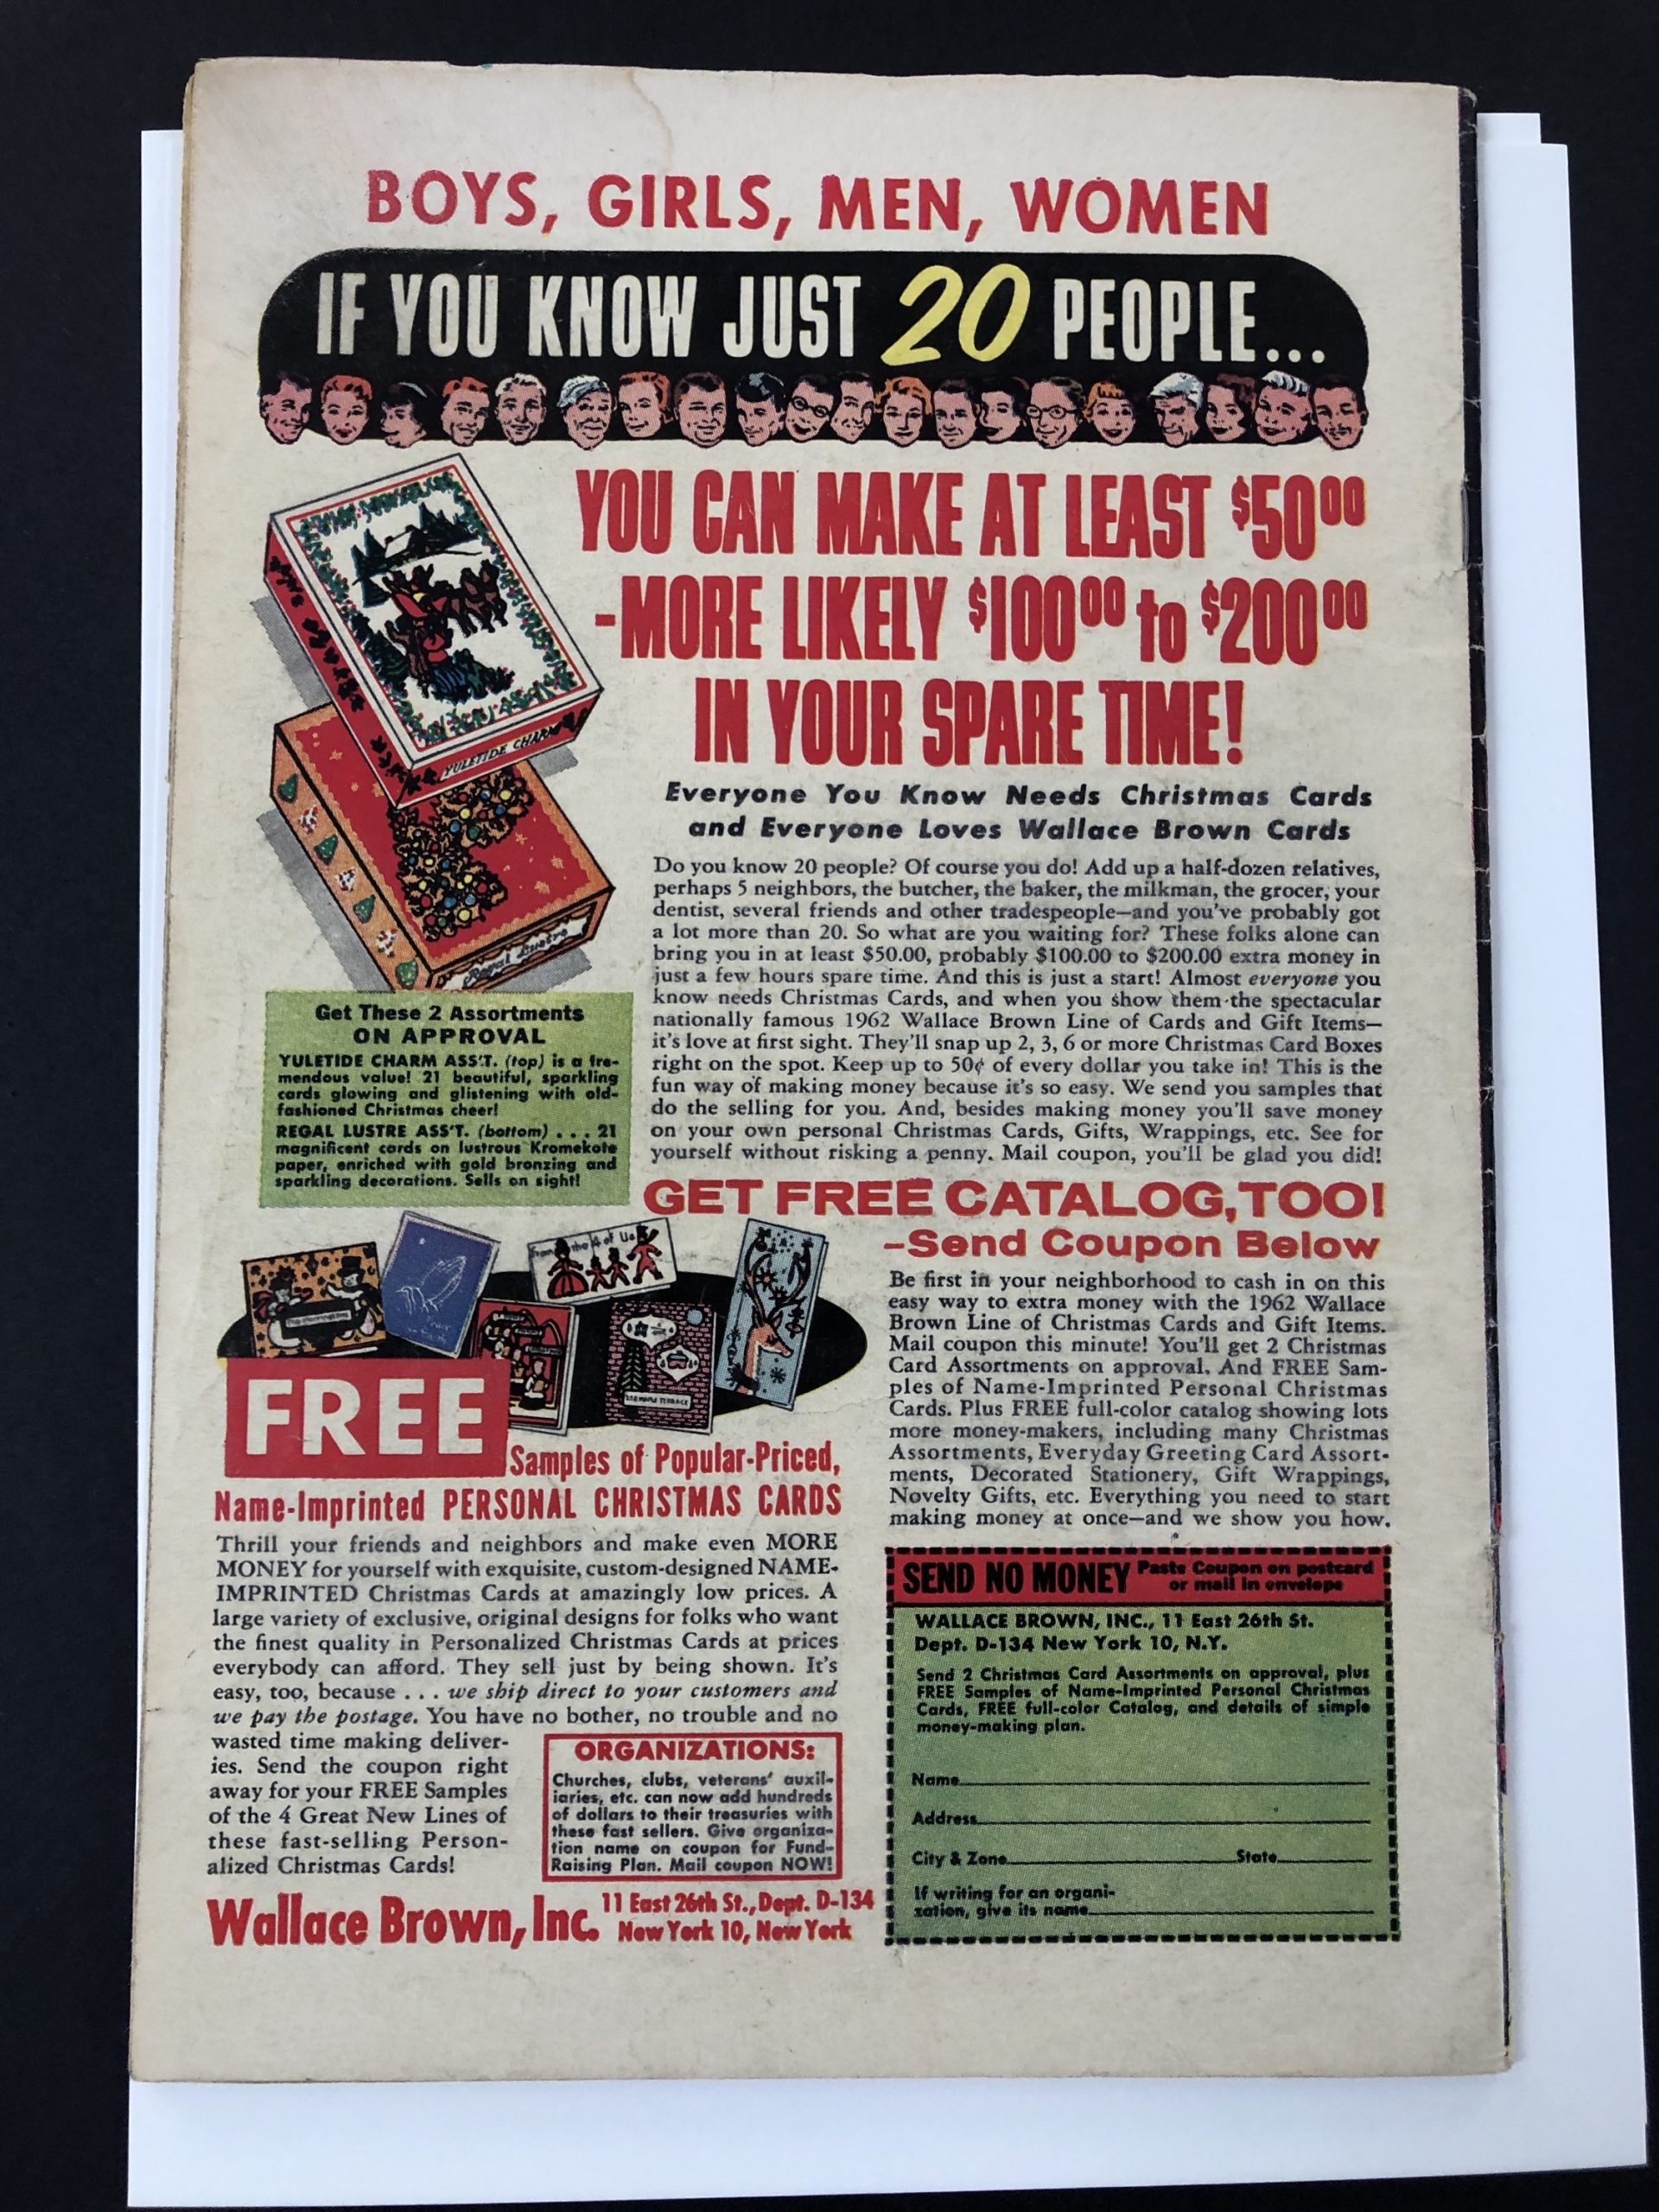 BOYS, GIRLS, MEN, WOMEN
IF YOU KNOW JUST 20 PEOPLE...
YOU CAN MAKE AT LEAST $50⁰⁰
-MORE LIKELY $100⁰⁰ to $200⁰⁰
IN YOUR SPARE TIME!
YULETIDE CHARM
Regal Lustre
Everyone You Know Needs Christmas Cards
and Everyone Loves Wallace Brown Cards
Do you know 20 people? Of course you do! Add up a half-dozen relatives,
perhaps 5 neighbors, the butcher, the baker, the milkman, the grocer, your
dentist, several friends and other tradespeople—and you've probably got
a lot more than 20. So what are you waiting for? These folks alone can
bring you in at least $50.00, probably $100.00 to $200.00 extra money in
just a few hours spare time. And this is just a start! Almost everyone you
know needs Christmas Cards, and when you show them the spectacular
nationally famous 1962 Wallace Brown Line of Cards and Gift Items—
it's love at first sight. They'll snap up 2, 3, 6 or more Christmas Card Boxes
right on the spot. Keep up to 50¢ of every dollar you take in! This is the
fun way of making money because it's so easy. We send you samples that
do the selling for you. And, besides making money you'll save money
on your own personal Christmas Cards, Gifts, Wrappings, etc. See for
yourself without risking a penny. Mail coupon, you'll be glad you did!
Get These 2 Assortments
ON APPROVAL
YULETIDE CHARM ASS'T. (top) is a tre-
mendous value! 21 beautiful, sparkling
cards glowing and glistening with old-
fashioned Christmas cheer!
REGAL LUSTRE ASS'T. (bottom) . . . 21
magnificent cards on lustrous Kromekote
paper, enriched with gold bronzing and
sparkling decorations. Sells on sight!
GET FREE CATALOG, TOO!
-Send Coupon Below
Be first in your neighborhood to cash in on this
easy way to extra money with the 1962 Wallace
Brown Line of Christmas Cards and Gift Items.
Mail coupon this minute! You'll get 2 Christmas
Card Assortments on approval. And FREE Sam-
ples of Name-Imprinted Personal Christmas
Cards. Plus FREE full-color catalog showing lots
more money-makers, including many Christmas
Assortments, Everyday Greeting Card Assort-
ments, Decorated Stationery, Gift Wrappings,
Novelty Gifts, etc. Everything you need to start
making money at once—and we show you how.
From the 4 of Us
MAPLE TERRACE
FREE
Samples of Popular-Priced,
Name-Imprinted PERSONAL CHRISTMAS CARDS
Thrill your friends and neighbors and make even MORE
MONEY for yourself with exquisite, custom-designed NAME-
IMPRINTED Christmas Cards at amazingly low prices. A
large variety of exclusive, original designs for folks who want
the finest quality in Personalized Christmas Cards at prices
everybody can afford. They sell just by being shown. It's
easy, too, because . . . we ship direct to your customers and
we pay the postage. You have no bother, no trouble and no
wasted time making deliver-
ies. Send the coupon right
away for your FREE Samples
of the 4 Great New Lines of
these fast-selling Person-
alized Christmas Cards!
ORGANIZATIONS:
Churches, clubs, veterans' auxil-
iaries, etc. can now add hundreds
of dollars to their treasuries with
these fast sellers. Give organiza-
tion name on coupon for Fund-
Raising Plan. Mail coupon NOW!
Wallace Brown, Inc. 11 East 26th St., Dept. D-134
New York 10, New York
SEND NO MONEY Paste Coupon on postcard
or mail in envelope
WALLACE BROWN, INC., 11 East 26th St.
Dept. D-134 New York 10, N.Y.
Send 2 Christmas Card Assortments on approval, plus
FREE Samples of Name-Imprinted Personal Christmas
Cards, FREE full-color Catalog, and details of simple
money-making plan.
Name
Address
City & Zone State
If writing for an organi-
zation, give its name